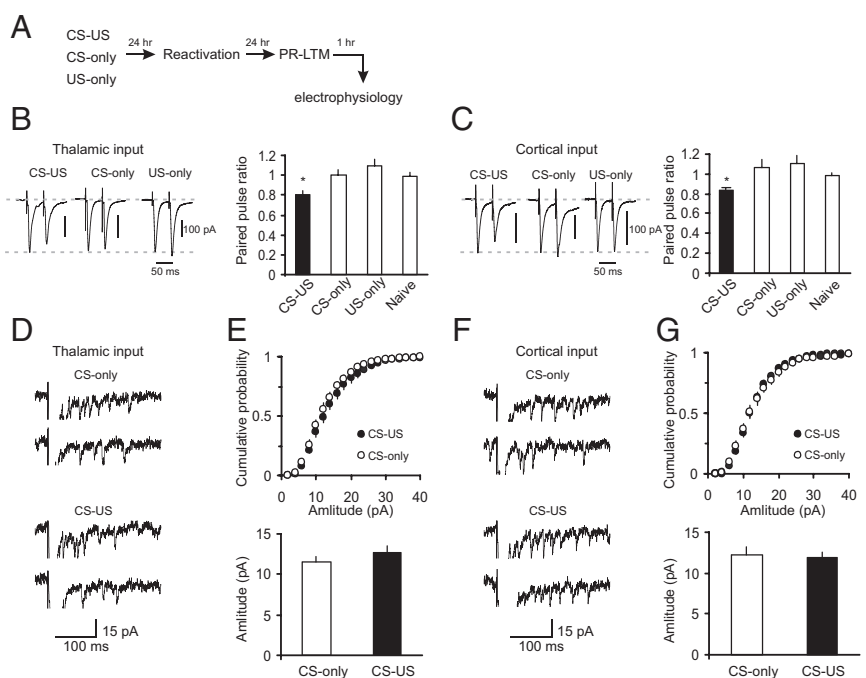 A
CS-US
CS-only
US-only
24 hr
Reactivation
24 hr
PR-LTM
1 hr
electrophysiology
B
Thalamic input
CS-US
CS-only
US-only
100 pA
50 ms
Paired pulse ratio
1.2
1
0.8
0.6
0.4
0.2
0
*
CS-US
CS-only
US-only
Naive
C
Cortical input
CS-US
CS-only
US-only
100 pA
50 ms
Paired pulse ratio
1.2
1
0.8
0.6
0.4
0.2
0
*
CS-US
CS-only
US-only
Naive
D
Thalamic input
CS-only
CS-US
15 pA
100 ms
E
Cumulative probability
1
0.5
0
CS-US
CS-only
0 10 20 30 40
Amlitude (pA)
Amlitude (pA)
15
10
5
0
CS-only
CS-US
F
Cortical input
CS-only
CS-US
15 pA
100 ms
G
Cumulative probability
1
0.5
0
CS-US
CS-only
0 10 20 30 40
Amlitude (pA)
Amlitude (pA)
15
10
5
0
CS-only
CS-US